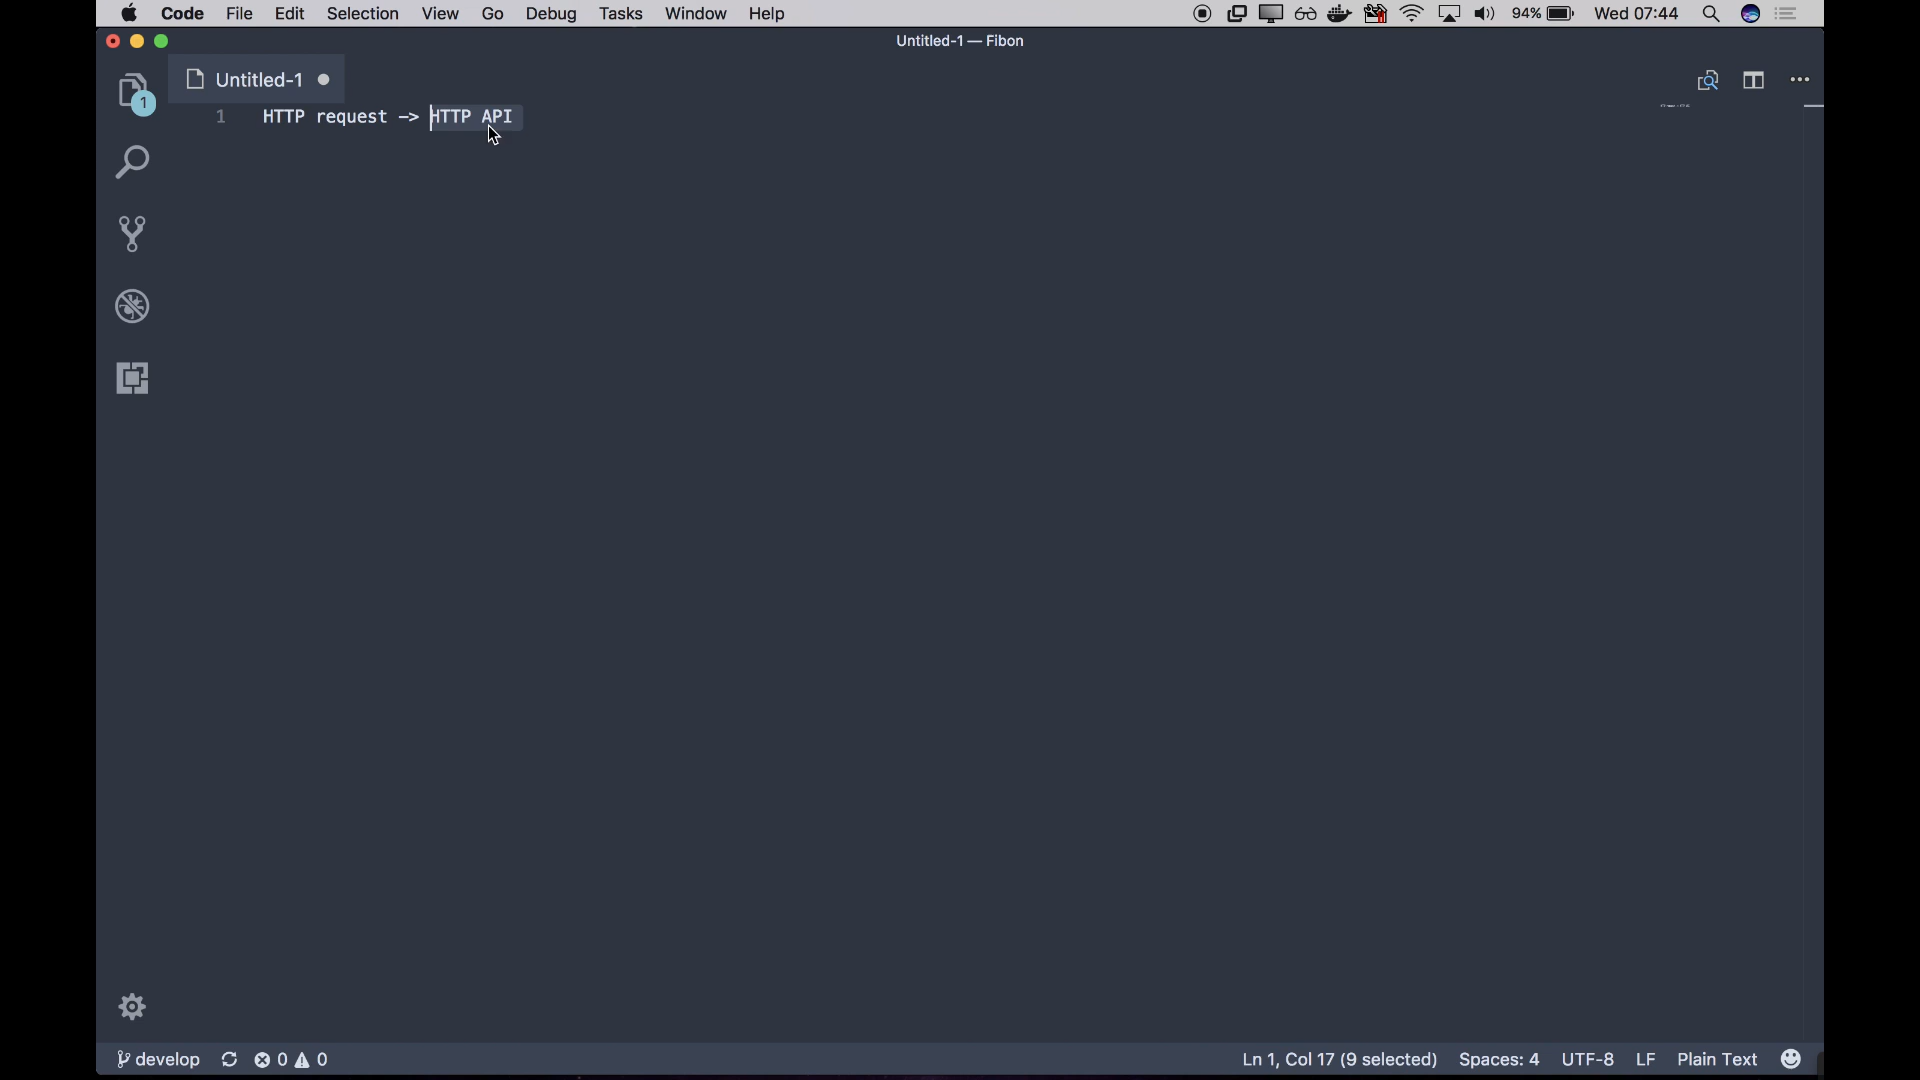 Code File Edit Selection View Go Debug Tasks Window Help 94% Wed 07:44
Untitled-1 — Fibon
Untitled-1
1
1 HTTP request -> HTTP API
develop 0 0 Ln 1, Col 17 (9 selected) Spaces: 4 UTF-8 LF Plain Text